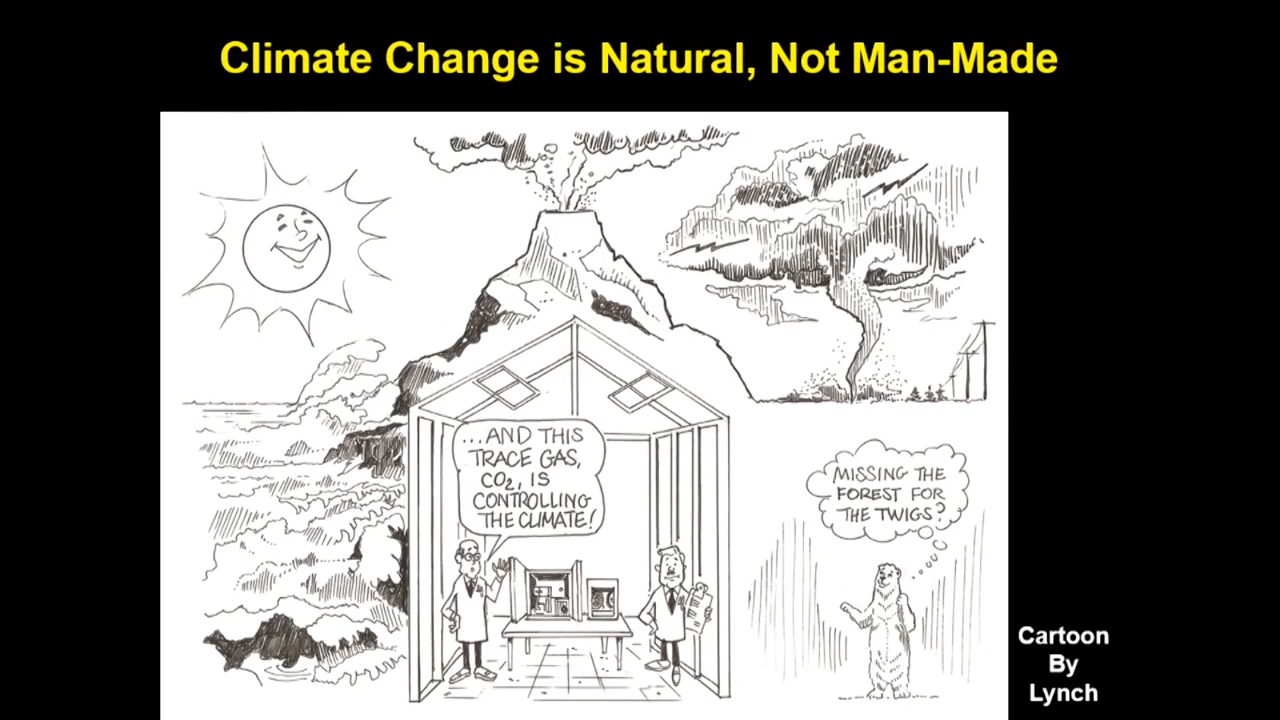 Climate Change is Natural, Not Man-Made
...AND THIS
TRACE GAS,
CO₂, IS
CONTROLLING
THE CLIMATE!
MISSING THE
FOREST FOR
THE TWIGS?
Cartoon
By
Lynch